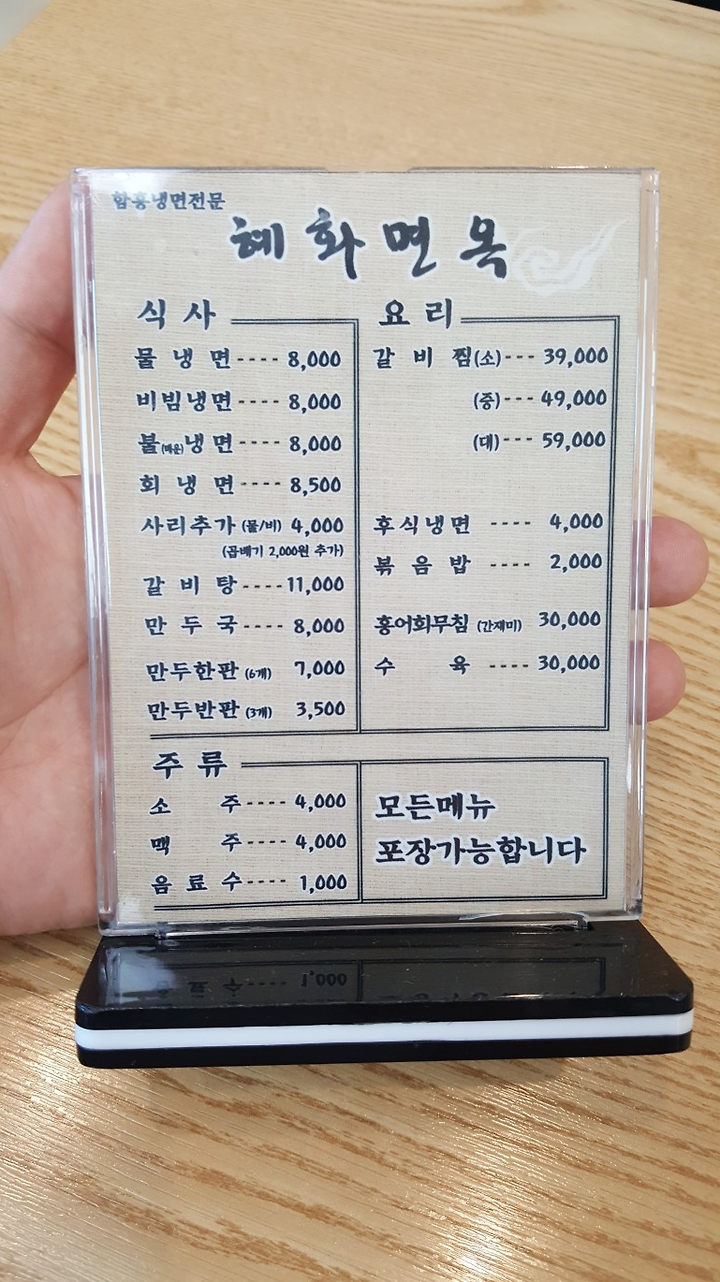 함흥냉면전문
혜화면옥
식사
물냉면---- 8,000
비빔냉면---- 8,000
불(매운)냉면---- 8,000
회냉면---- 8,500
사리추가 (물/비) 4,000
(곱배기 2,000원 추가)
갈비탕----11,000
만두국---- 8,000
만두한판 (6개) 7,000
만두반판 (3개) 3,500
요리
갈비찜(소)--- 39,000
(중)--- 49,000
(대)--- 59,000
후식냉면 ---- 4,000
볶음밥 ---- 2,000
홍어회무침 (간재미) 30,000
수육 ---- 30,000
주류
소주---- 4,000
맥주---- 4,000
음료수---- 1,000
모든메뉴
포장가능합니다